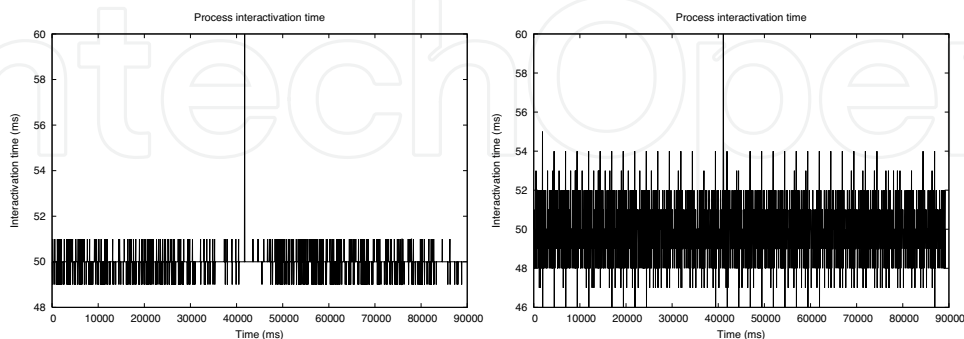 Process interactivation time
60
58
56
54
52
50
48
Interactivation time (ms)
0 10000 20000 30000 40000 50000 60000 70000 80000 90000
Time (ms)
Process interactivation time
60
58
56
54
52
50
48
46
Interactivation time (ms)
0 10000 20000 30000 40000 50000 60000 70000 80000 90000
Time (ms)
ntechOpe